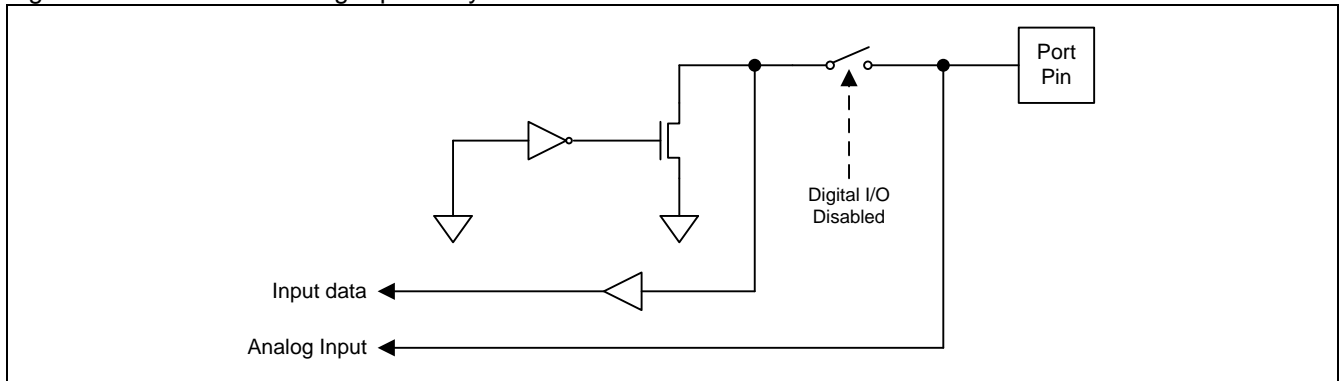 Port
Pin
Digital I/O
Disabled
Input data
Analog Input